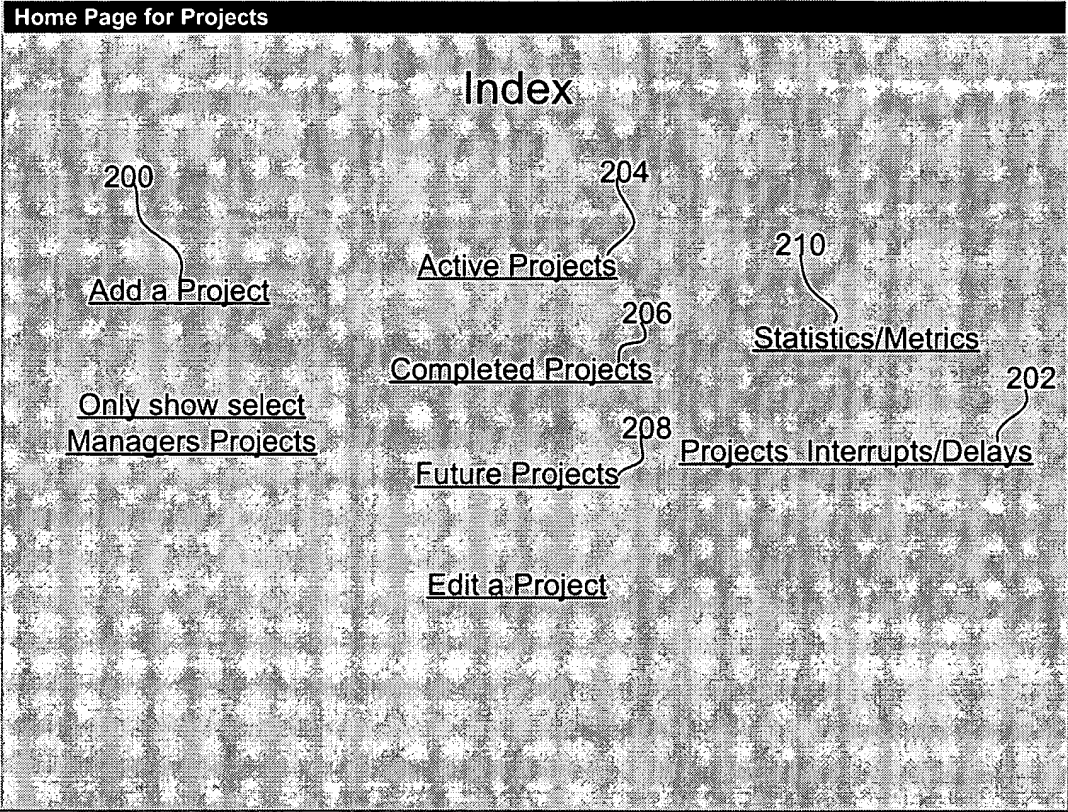 Home Page for Projects
Index
200
Add a Project
Only show select
Managers Projects
204
Active Projects
206
Completed Projects
208
Future Projects
Edit a Project
210
Statistics/Metrics
202
Projects Interrupts/Delays